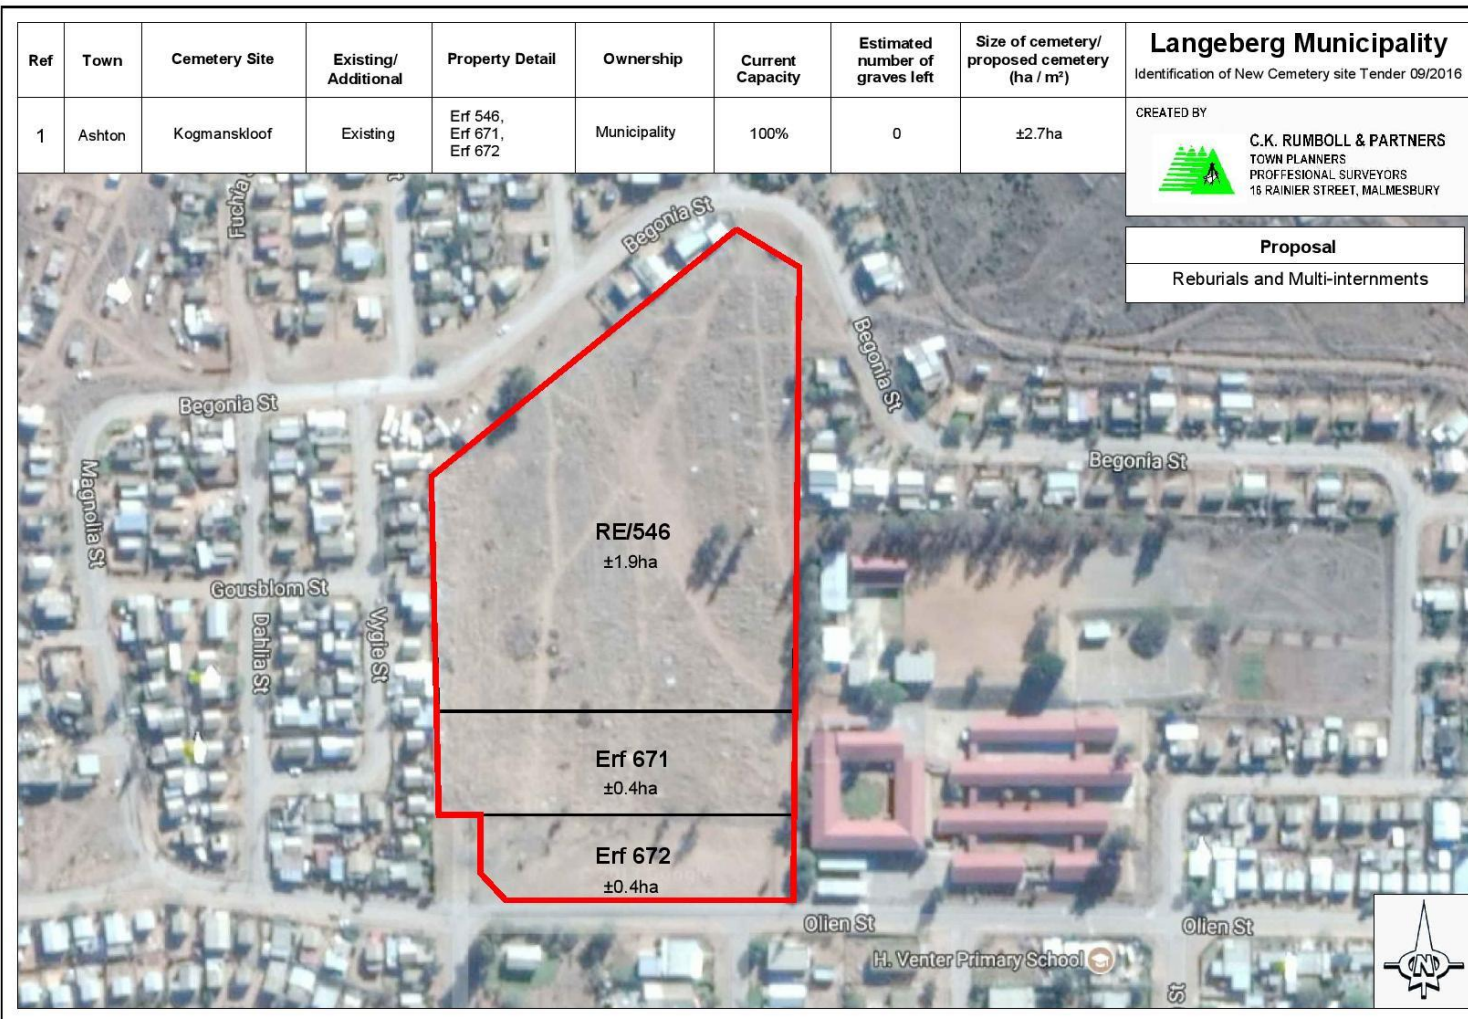 Ref
Town
Cemetery Site
Existing/
Additional
Property Detail
Ownership
Current
Capacity
Estimated
number of
graves left
Size of cemetery/
proposed cemetery
(ha / m²)
Langeberg Municipality
Identification of New Cemetery site Tender 09/2016
1
Ashton
Kogmanskloof
Existing
Erf 546,
Erf 671,
Erf 672
Municipality
100%
0
±2.7ha
CREATED BY
C.K. RUMBOLL & PARTNERS
TOWN PLANNERS
PROFFESIONAL SURVEYORS
16 RAINIER STREET, MALMESBURY
Proposal
Reburials and Multi-internments
Fuchia
Begonia St
Begonia St
Begonia St
Begonia St
Magnolia St
Gousblom St
Dahlia St
Vygie St
RE/546
±1.9ha
Erf 671
±0.4ha
Erf 672
±0.4ha
Olien St
Olien St
H. Venter Primary School
St
N